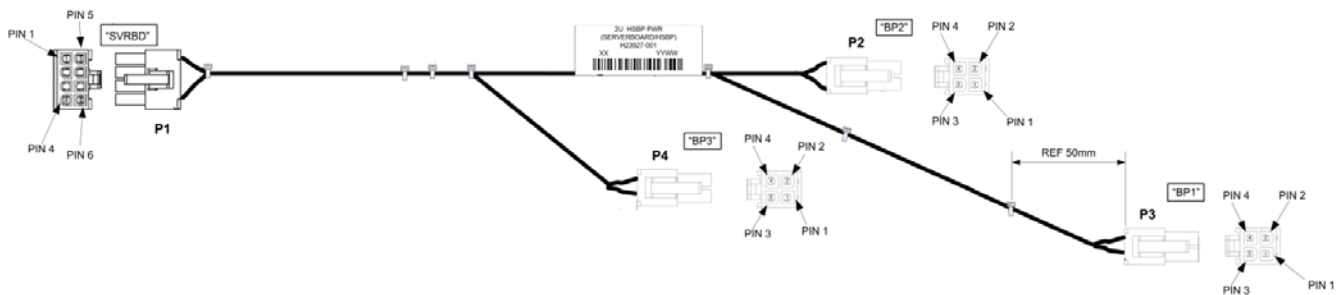 PIN 1
PIN 5
"SVRBD"
PIN 4
PIN 6
P1
2U HSBP PWR
(SERVERBOARD/HSBP)
H23927-001
XX YYWW
P2
"BP2"
PIN 4
PIN 2
PIN 3
PIN 1
P4
"BP3"
PIN 4
PIN 2
PIN 3
PIN 1
REF 50mm
P3
"BP1"
PIN 4
PIN 2
PIN 3
PIN 1